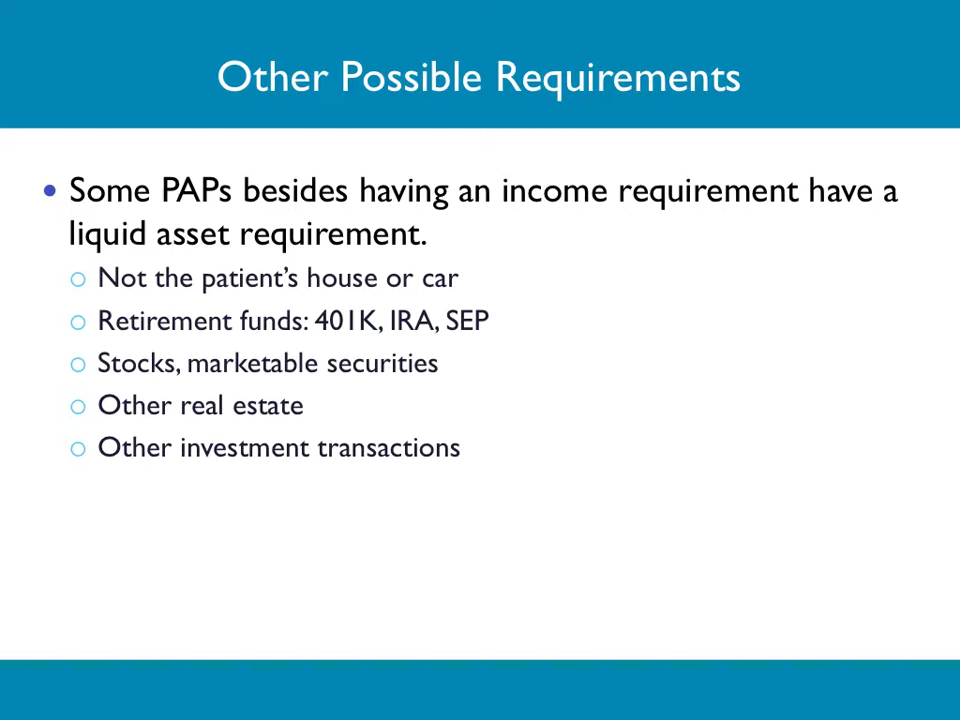 Other Possible Requirements
• Some PAPs besides having an income requirement have a
liquid asset requirement.
○ Not the patient’s house or car
○ Retirement funds: 401K, IRA, SEP
○ Stocks, marketable securities
○ Other real estate
○ Other investment transactions